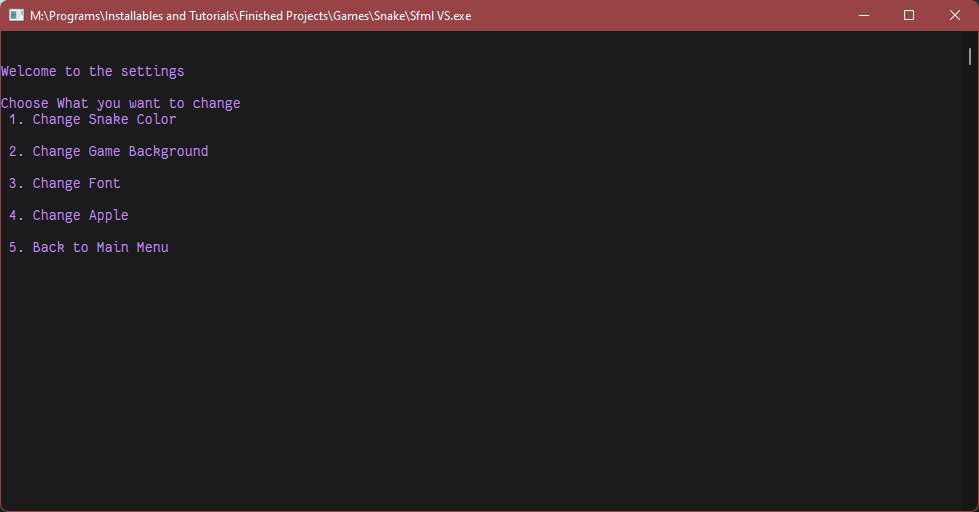 M:\Programs\Installables and Tutorials\Finished Projects\Games\Snake\Sfml VS.exe
Welcome to the settings
Choose What you want to change
1. Change Snake Color
2. Change Game Background
3. Change Font
4. Change Apple
5. Back to Main Menu